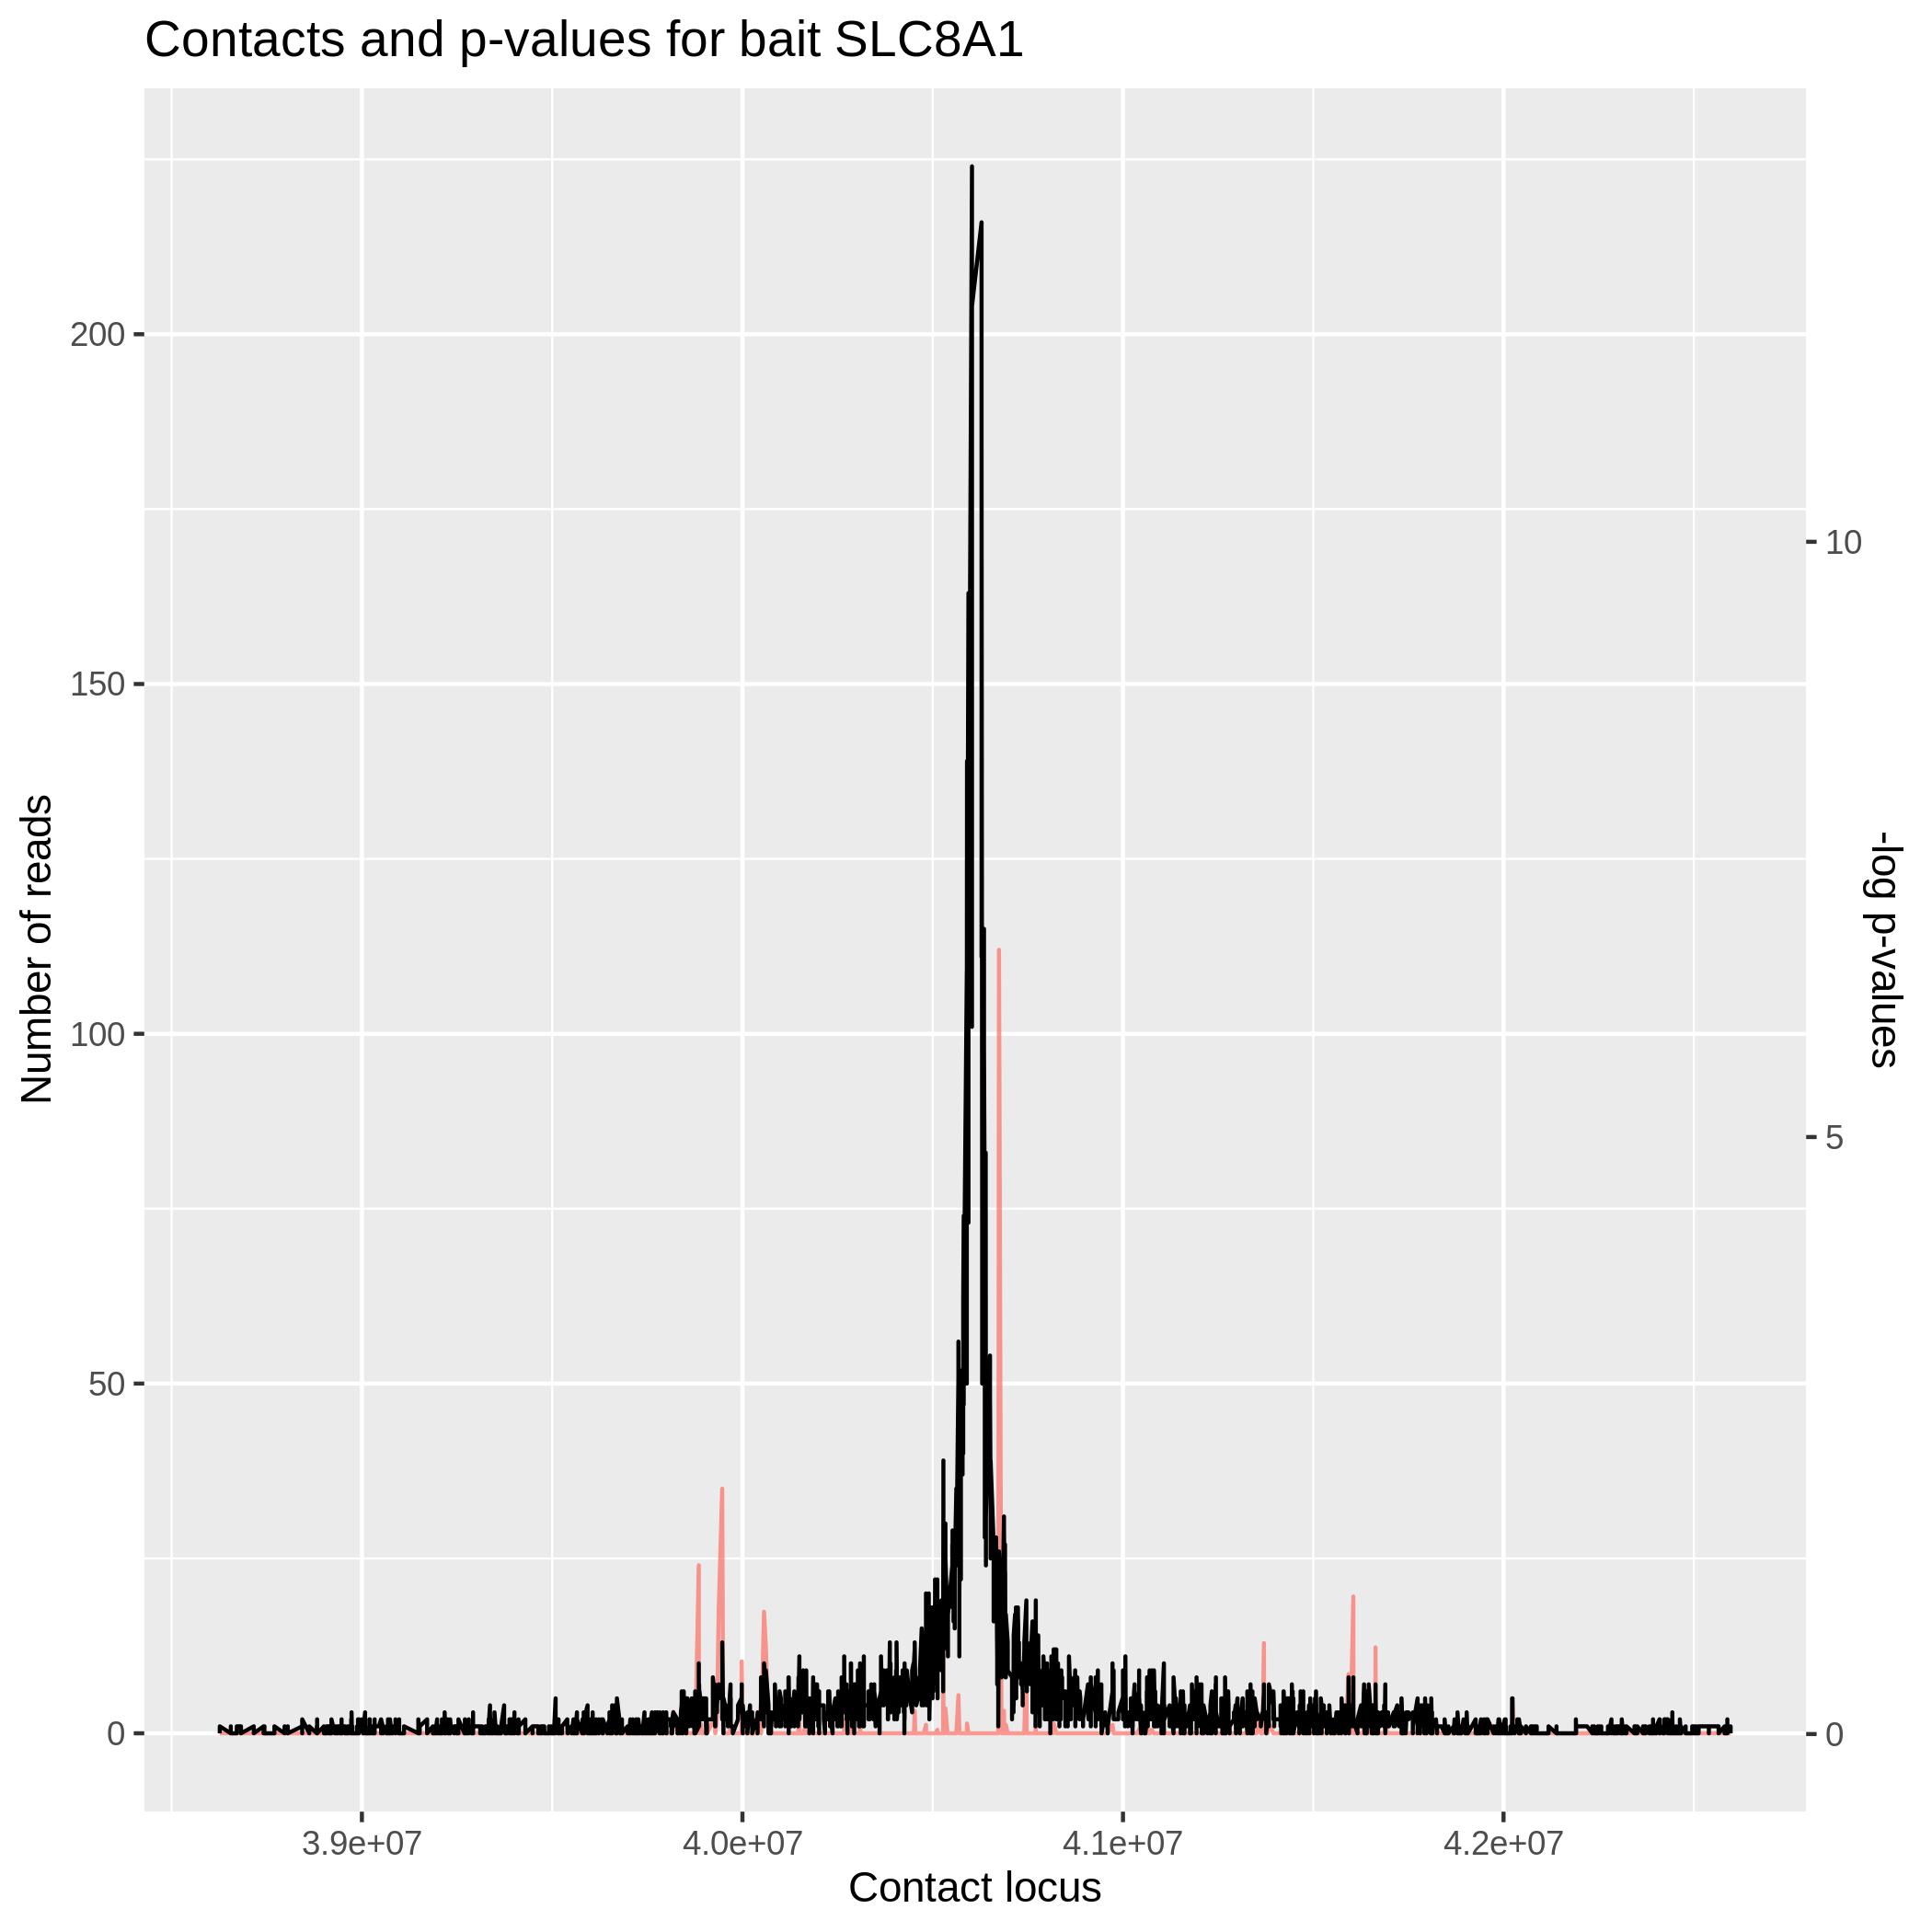 Contacts and p-values for bait SLC8A1
Number of reads
200
150
100
50
0
10
5
0
-log p-values
3.9e+07
4.0e+07
4.1e+07
4.2e+07
Contact locus